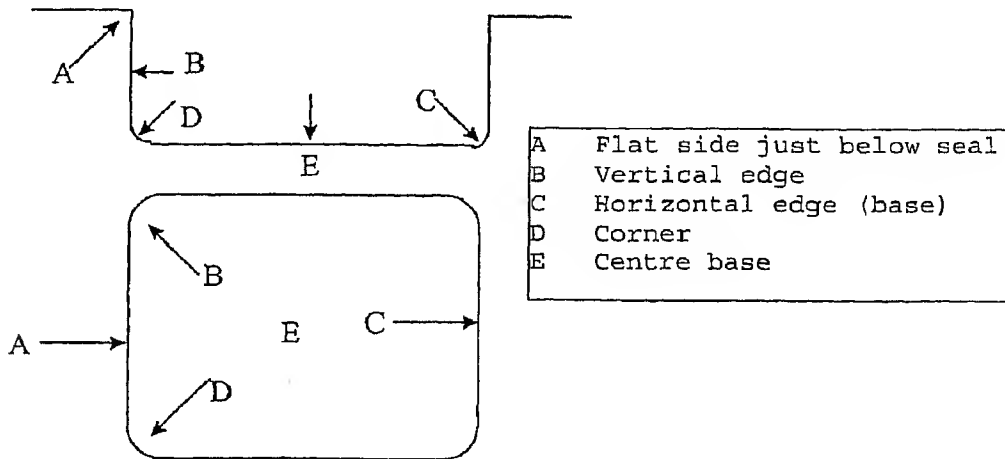 A
B
C
D
E
A Flat side just below seal
B Vertical edge
C Horizontal edge (base)
D Corner
E Centre base
B
E
C
A
D